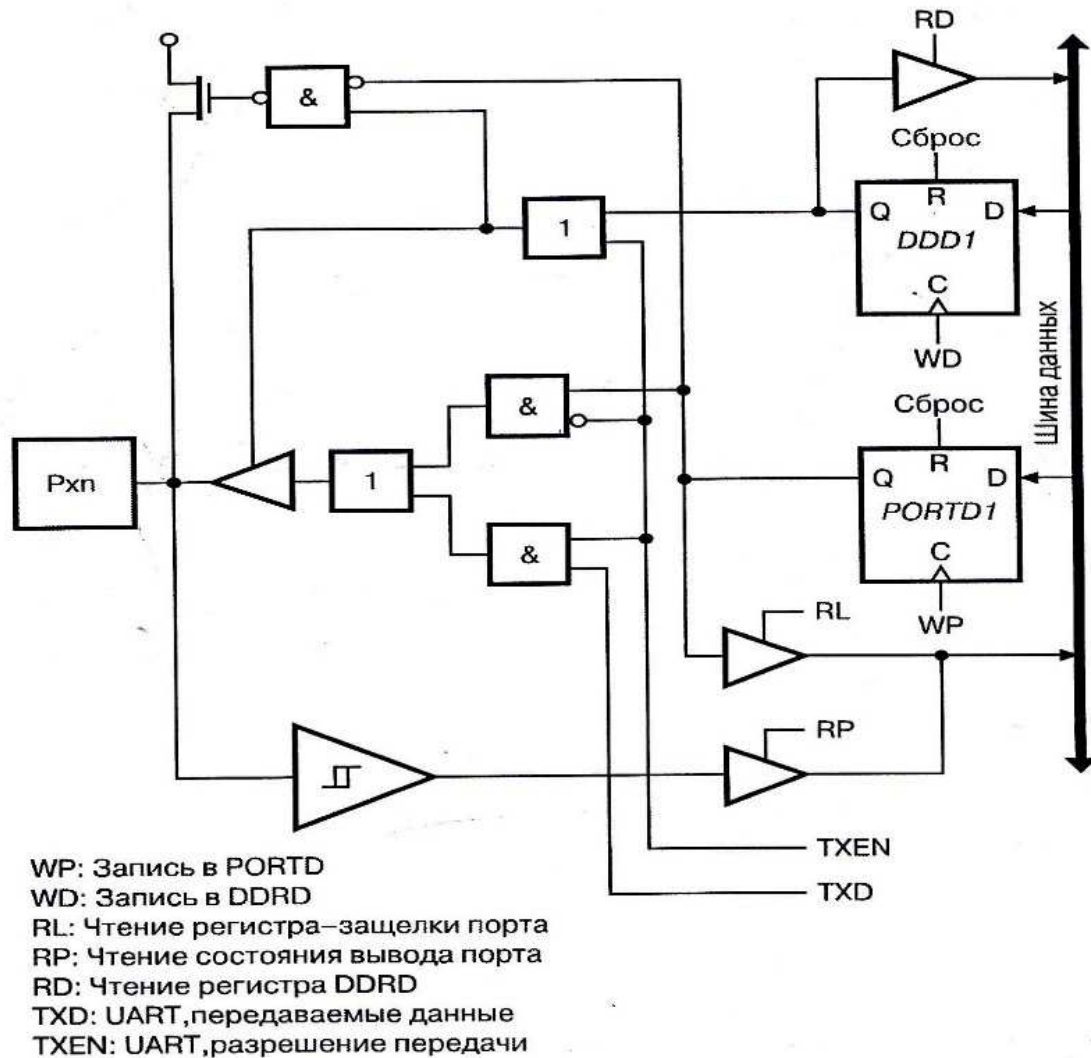 RD
Сброс
&
R
Q
D
1
DDD1
C
WD
Шина данных
&
Сброс
R
Pxn
1
Q
D
PORTD1
&
C
RL
WP
RP
TXEN
TXD
WP: Запись в PORTD
WD: Запись в DDRD
RL: Чтение регистра–защелки порта
RP: Чтение состояния вывода порта
RD: Чтение регистра DDRD
TXD: UART,передаваемые данные
TXEN: UART,разрешение передачи